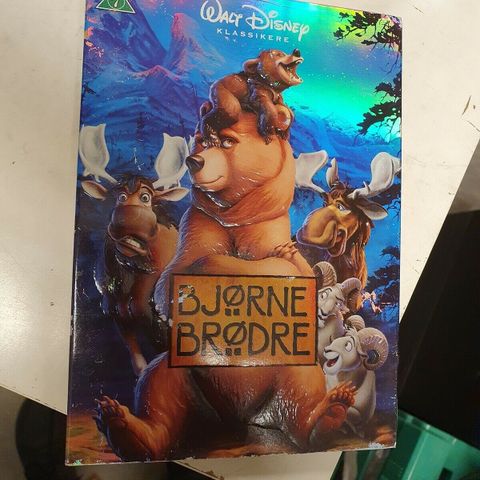 WALT DISNEY
KLASSIKERE
BJØRNE
BRØDRE